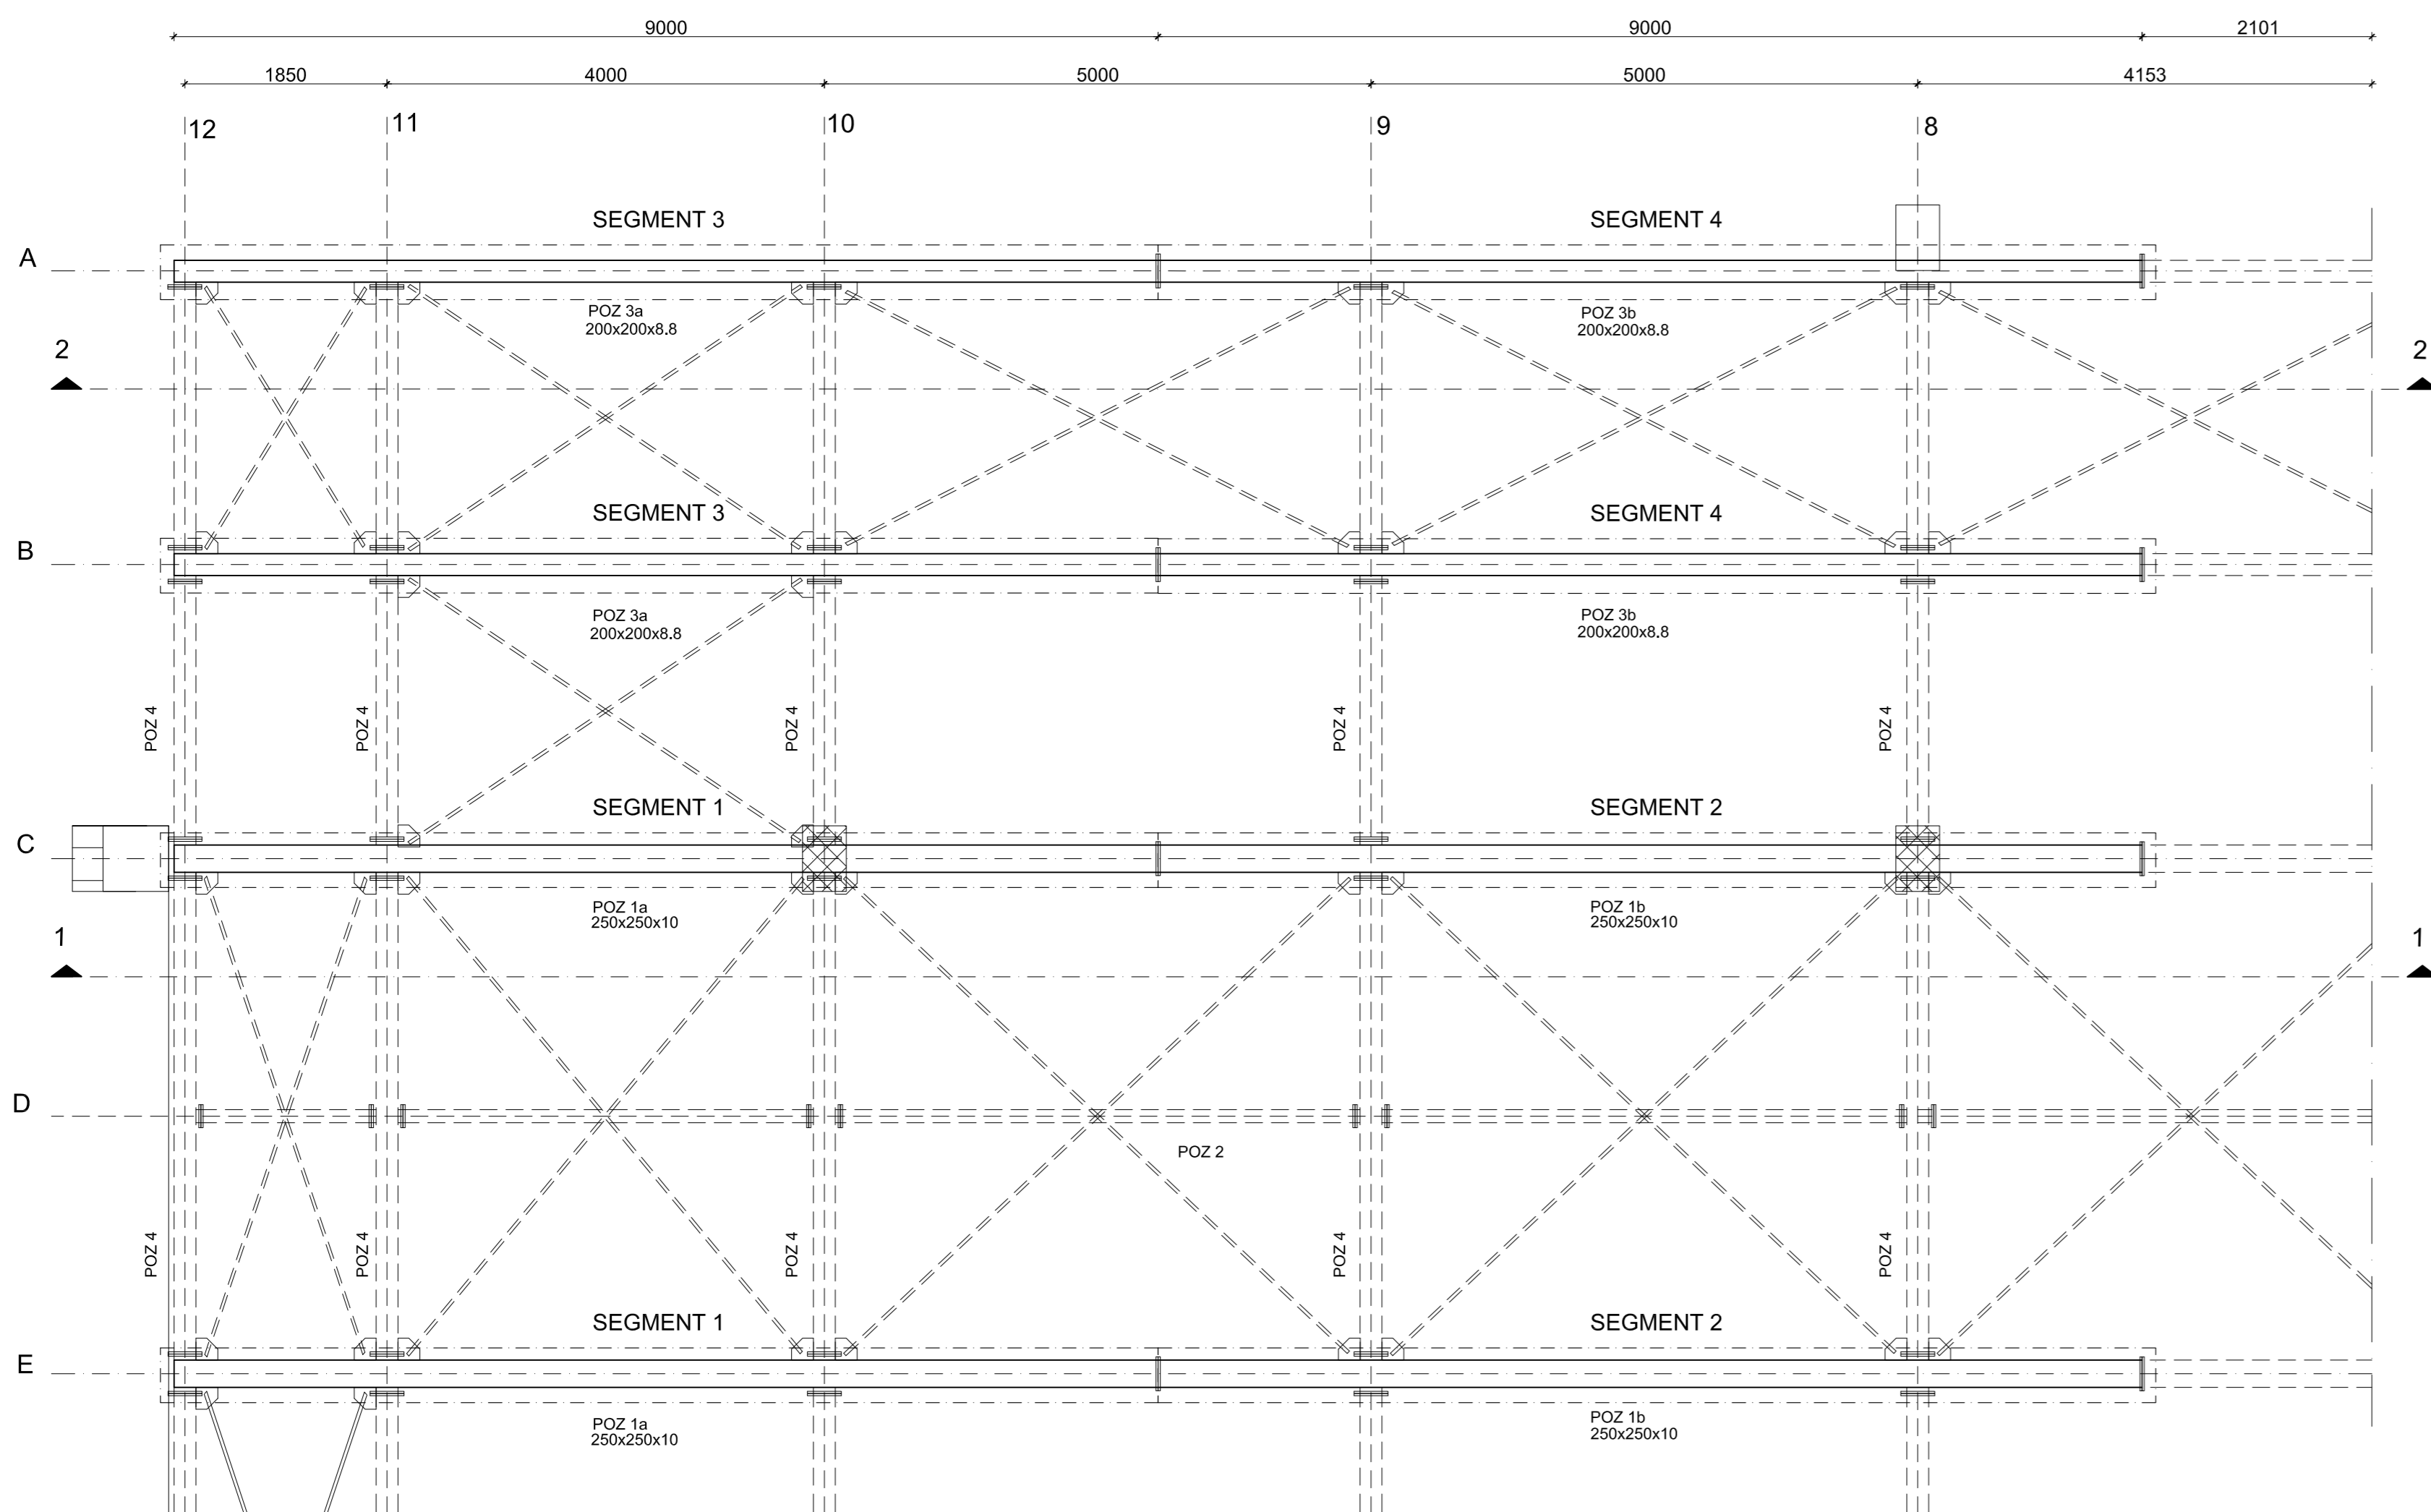 9000 9000 2101
1850 4000 5000 5000 4153
12 11 10 9 8
SEGMENT 3 SEGMENT 4
A
POZ 3a POZ 3b
200x200x8.8 200x200x8.8
2 2
SEGMENT 3 SEGMENT 4
B
POZ 3a POZ 3b
200x200x8.8 200x200x8.8
POZ 4 POZ 4 POZ 4 POZ 4 POZ 4
SEGMENT 1 SEGMENT 2
C
POZ 1a POZ 1b
250x250x10 250x250x10
1 1
D
POZ 2
POZ 4 POZ 4 POZ 4 POZ 4 POZ 4
SEGMENT 1 SEGMENT 2
E
POZ 1a POZ 1b
250x250x10 250x250x10